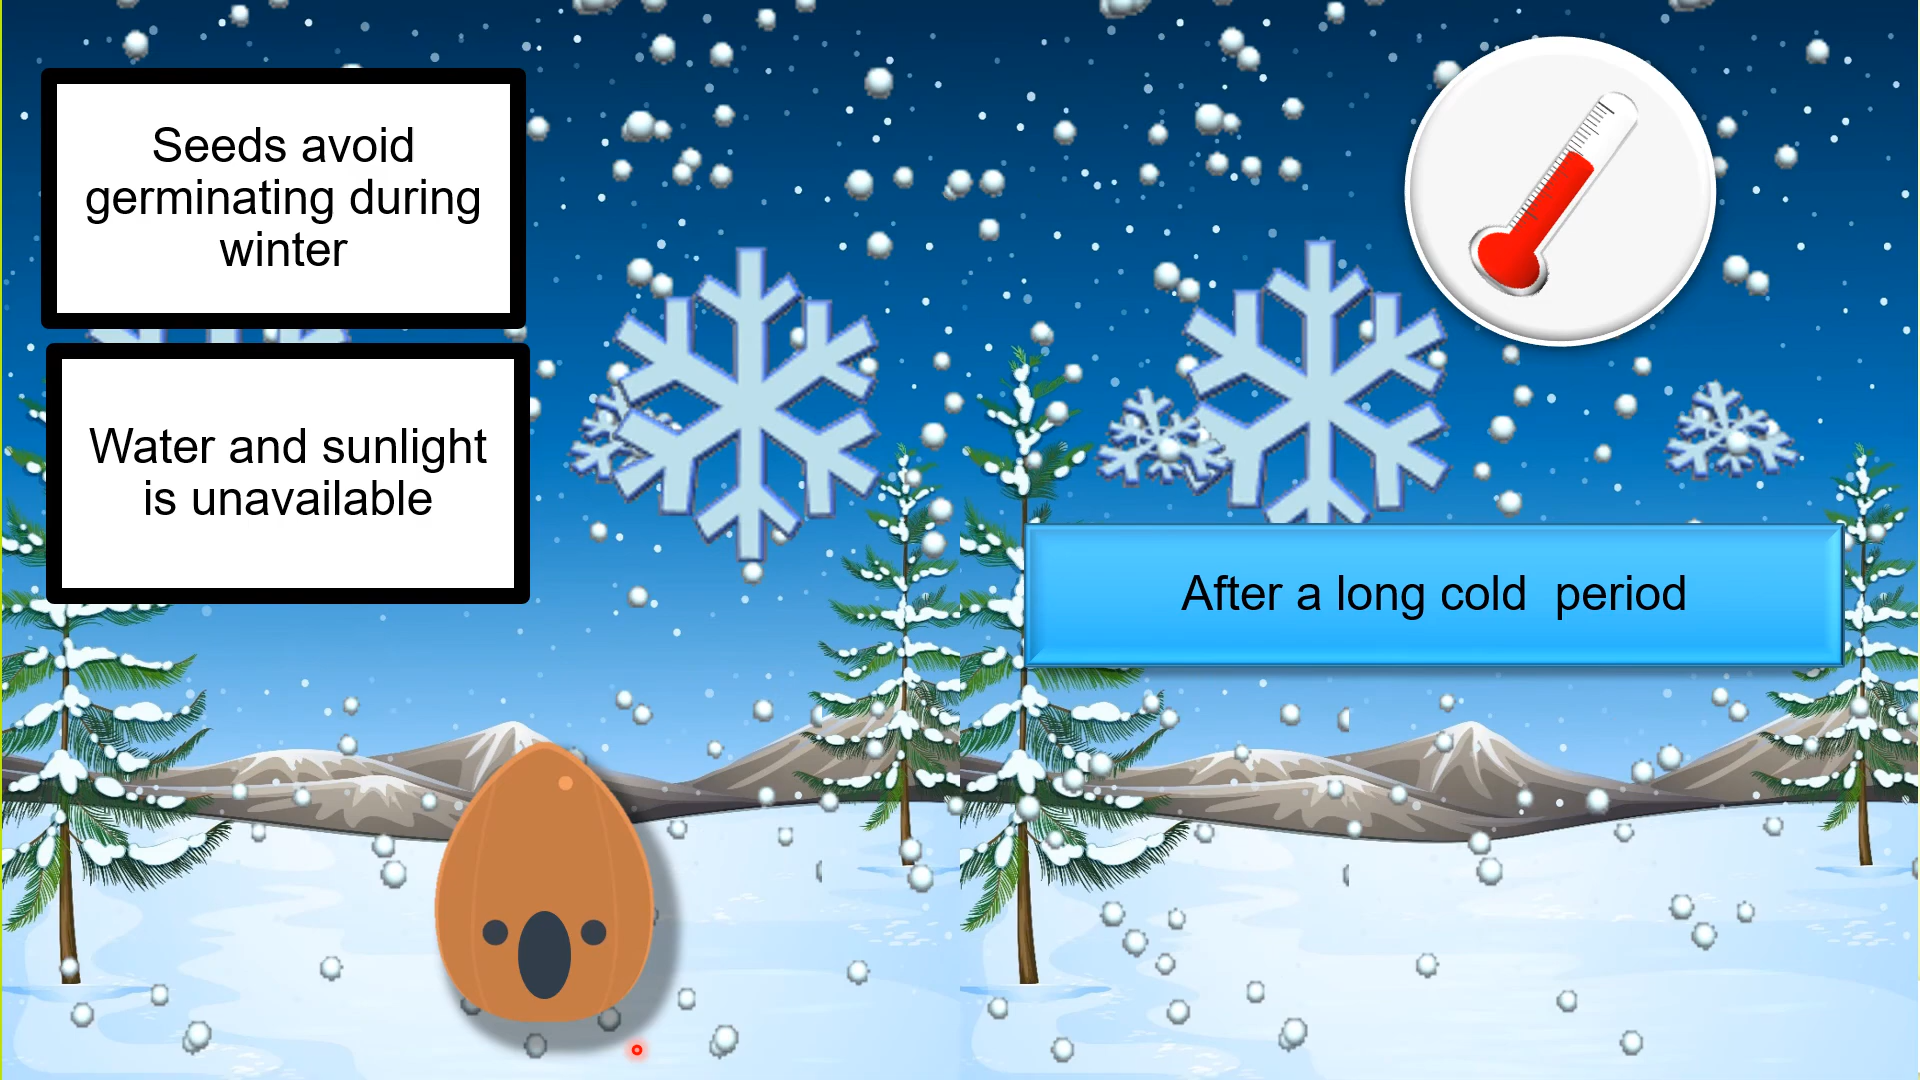 Seeds avoid
germinating during
winter
Water and sunlight
is unavailable
After a long cold  period